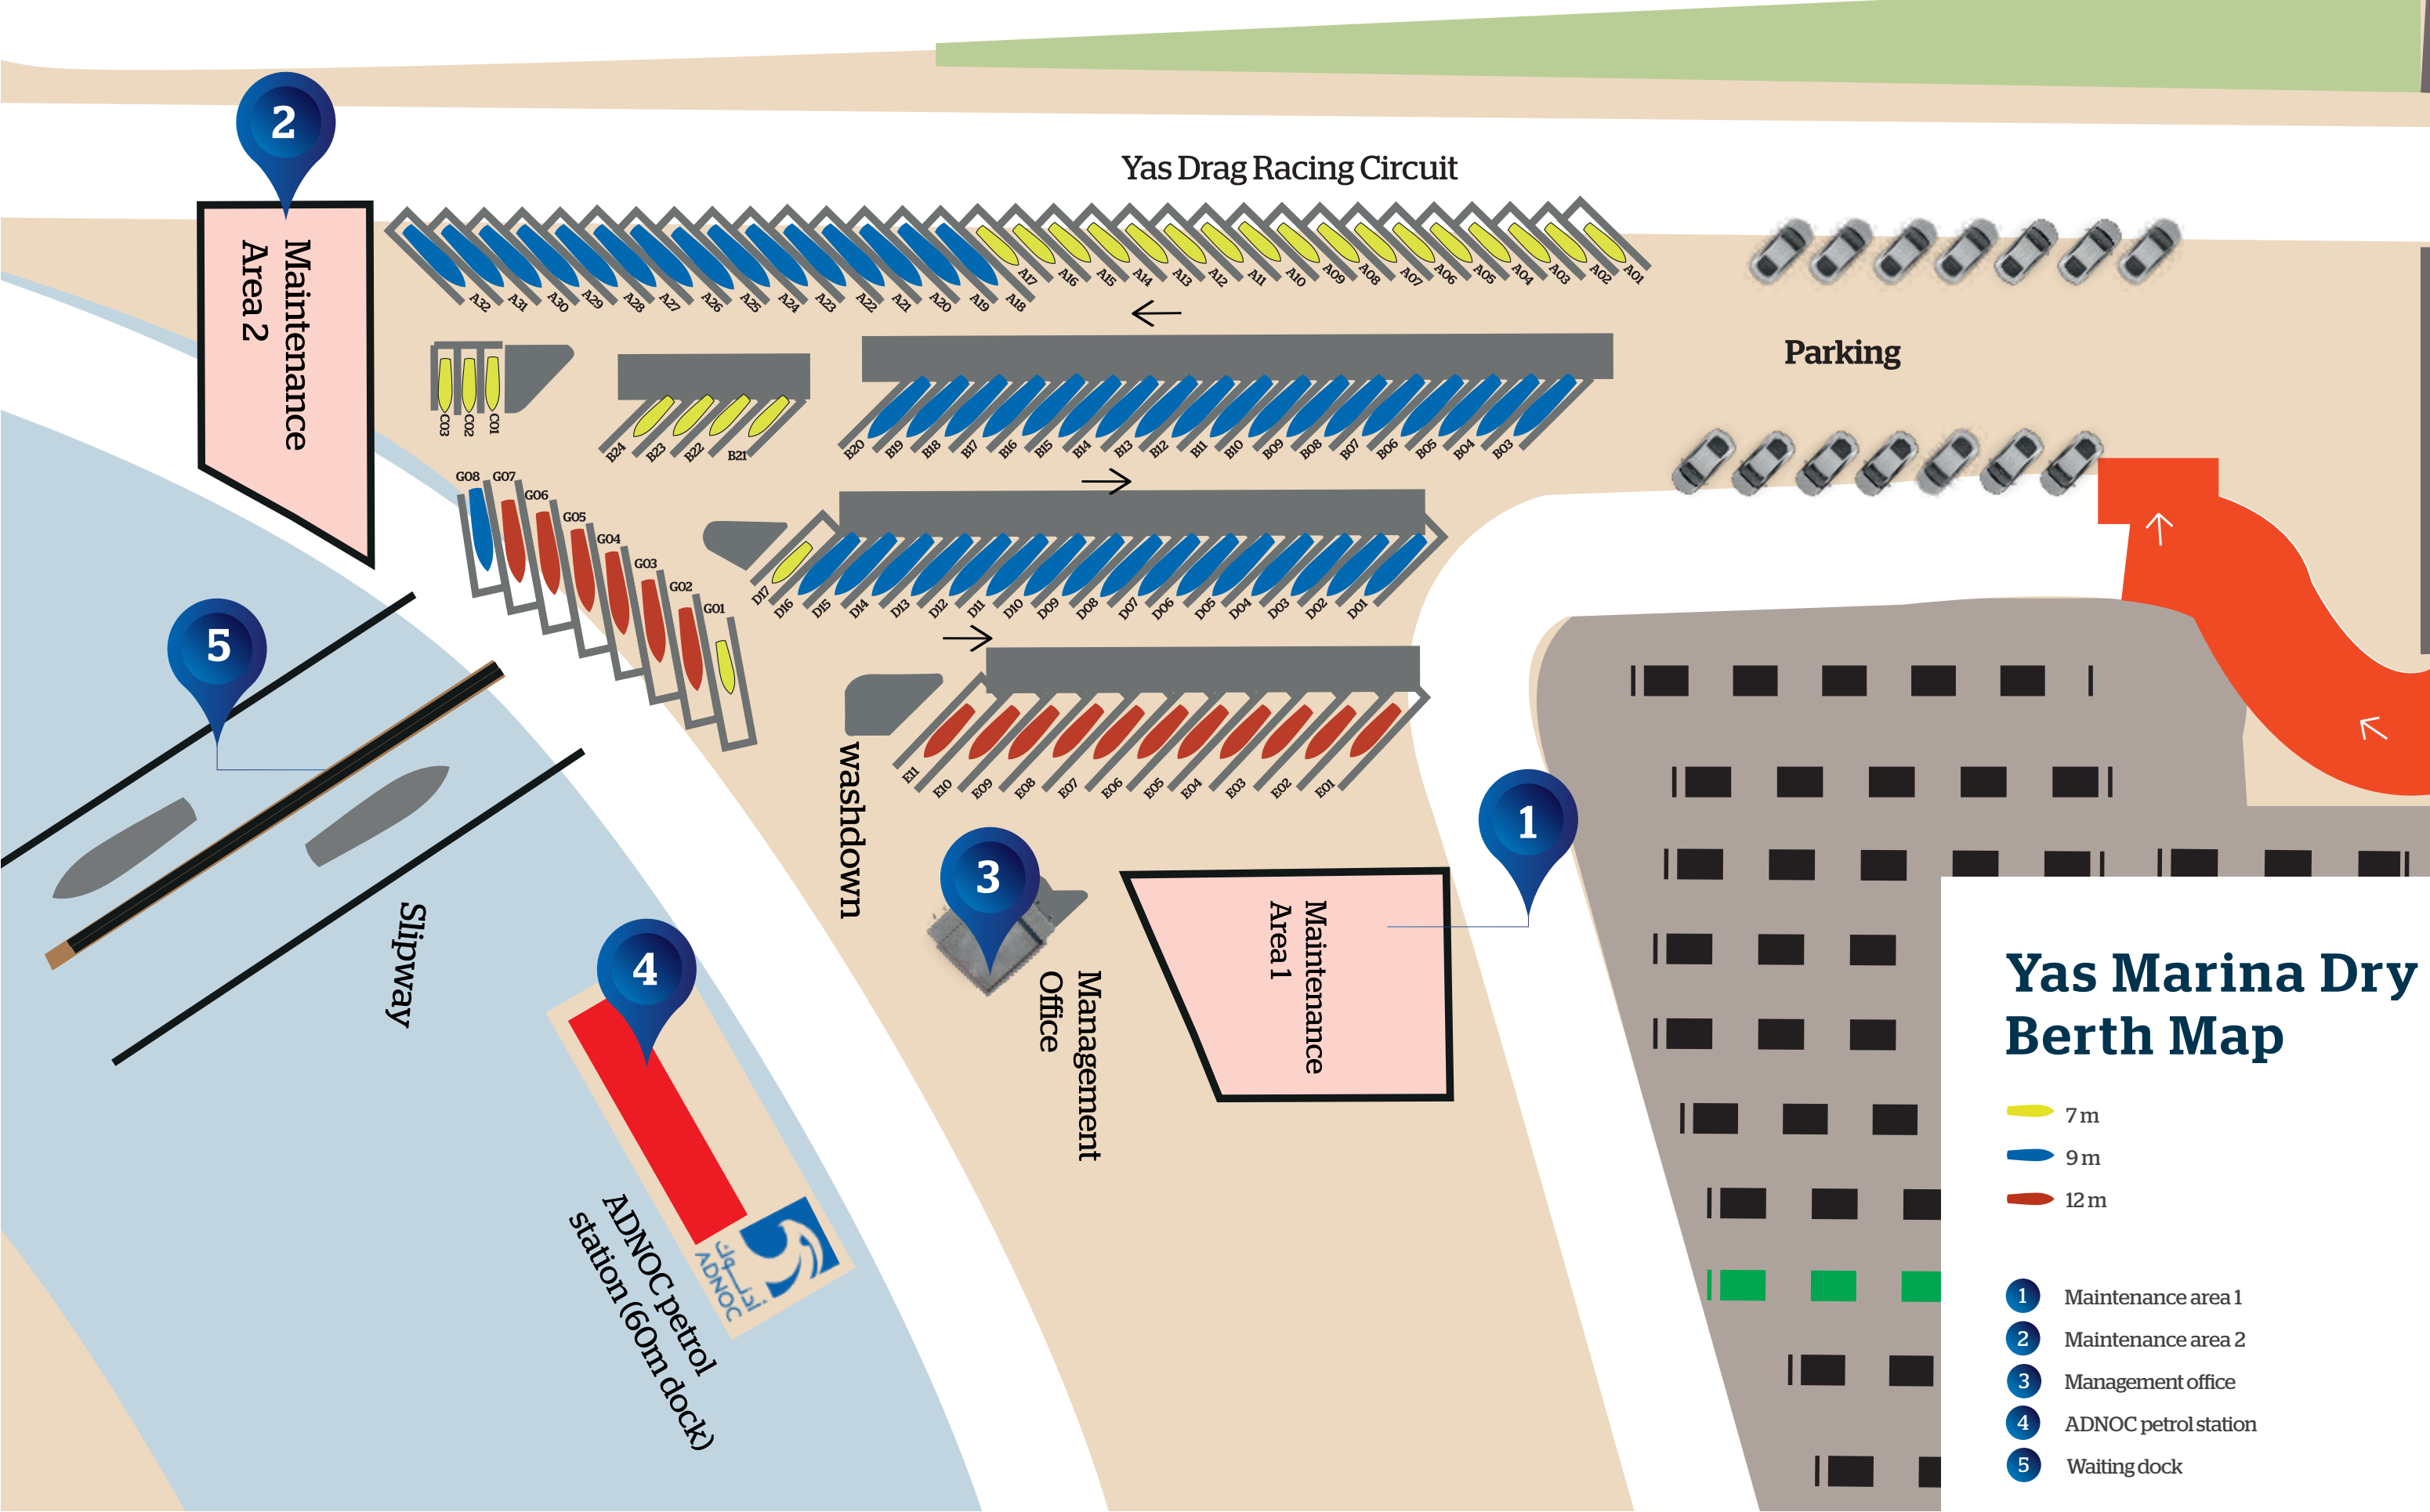 2
Yas Drag Racing Circuit
Maintenance
Area 2
A32
A31
A30
A29
A28
A27
A26
A25
A24
A23
A22
A21
A20
A19
A18
A17
A16
A15
A14
A13
A12
A11
A10
A09
A08
A07
A06
A05
A04
A03
A02
A01
Parking
C03
C02
C01
B24
B23
B22
B21
B20
B19
B18
B17
B16
B15
B14
B13
B12
B11
B10
B09
B08
B07
B06
B05
B04
B03
G08
G07
G06
G05
G04
G03
G02
G01
D17
D16
D15
D14
D13
D12
D11
D10
D09
D08
D07
D06
D05
D04
D03
D02
D01
5
E11
E10
E09
E08
E07
E06
E05
E04
E03
E02
E01
washdown
1
3
Maintenance
Area 1
Management
Office
Slipway
4
أدنوك
ADNOC
ADNOC petrol
station (60m dock)
Yas Marina Dry
Berth Map
7 m
9 m
12 m
1 Maintenance area 1
2 Maintenance area 2
3 Management office
4 ADNOC petrol station
5 Waiting dock